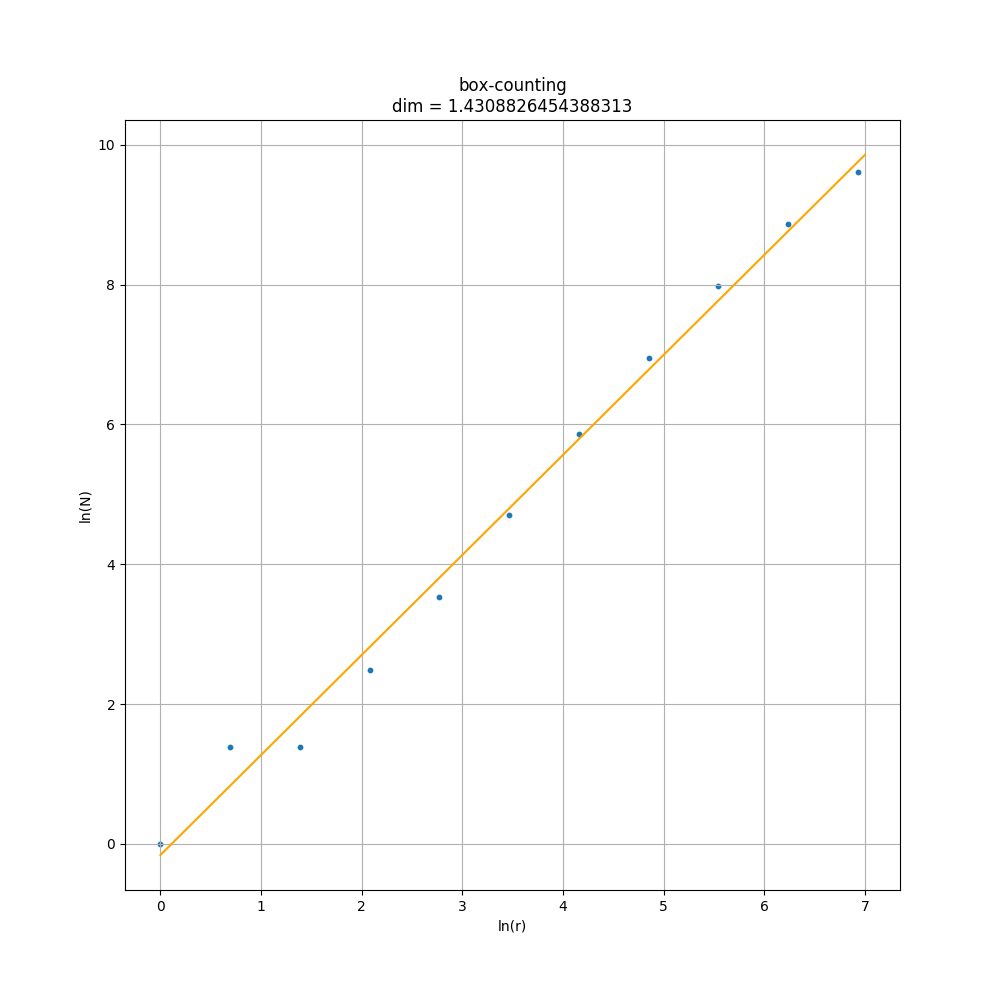 box-counting
dim = 1.4308826454388313
10
8
6
4
2
0
ln(N)
0 1 2 3 4 5 6 7
ln(r)